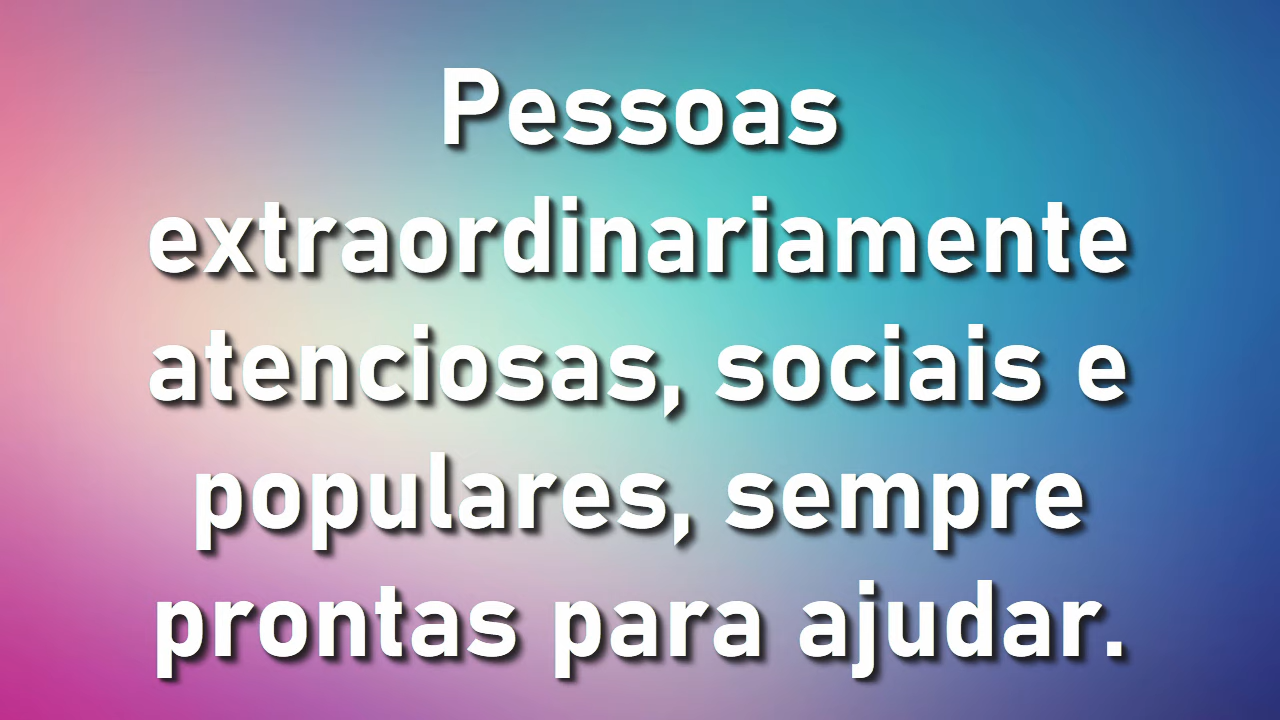 Pessoas
extraordinariamente
atenciosas, sociais e
populares, sempre
prontas para ajudar.